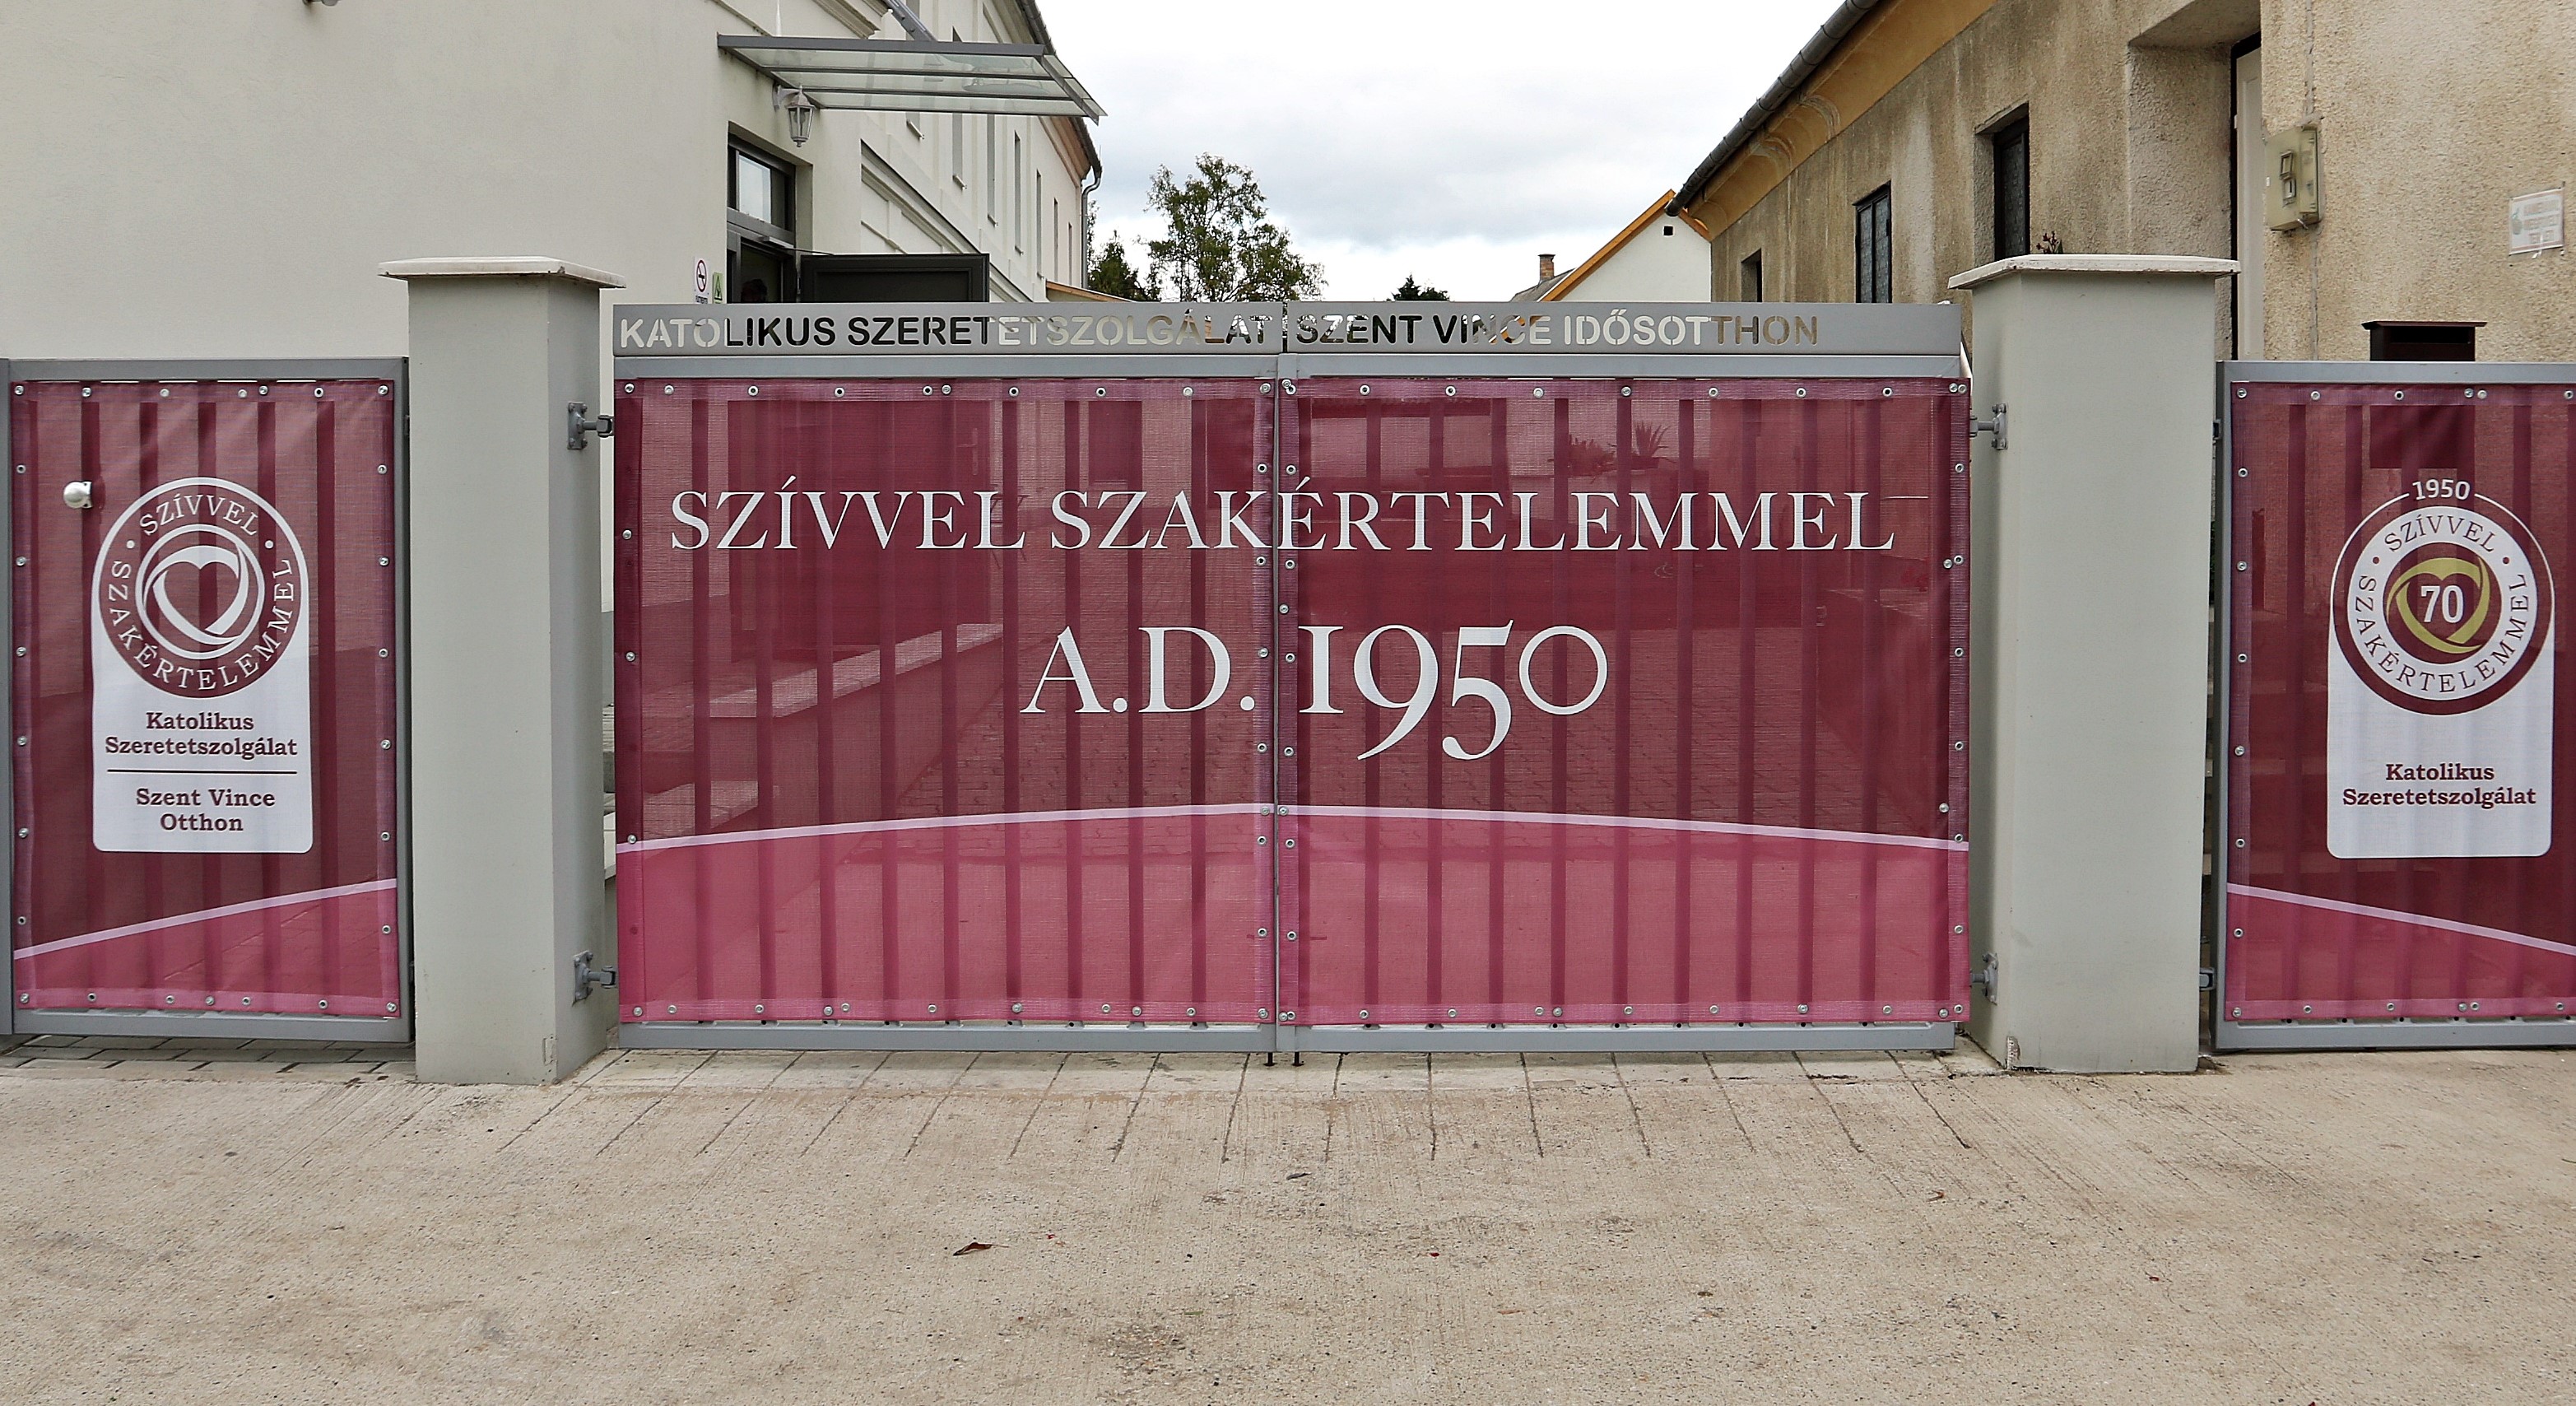 KATOLIKUS SZERETETSZOLGÁLAT SZENT VINCE IDŐSOTTHON
SZÍVVEL SZAKÉRTELEMMEL
A.D. 1950
SZÍVVEL
SZAKÉRTELEMMEL
Katolikus
Szeretetszolgálat
Szent Vince
Otthon
1950
SZÍVVEL
SZAKÉRTELEMMEL
70
Katolikus
Szeretetszolgálat